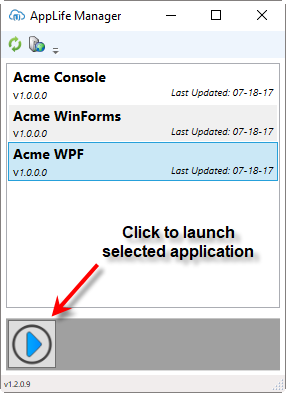 AppLife Manager
Acme Console
v1.0.0.0 Last Updated: 07-18-17
Acme WinForms
v1.0.0.0 Last Updated: 07-18-17
Acme WPF
v1.0.0.0 Last Updated: 07-18-17
Click to launch
selected application
v1.2.0.9